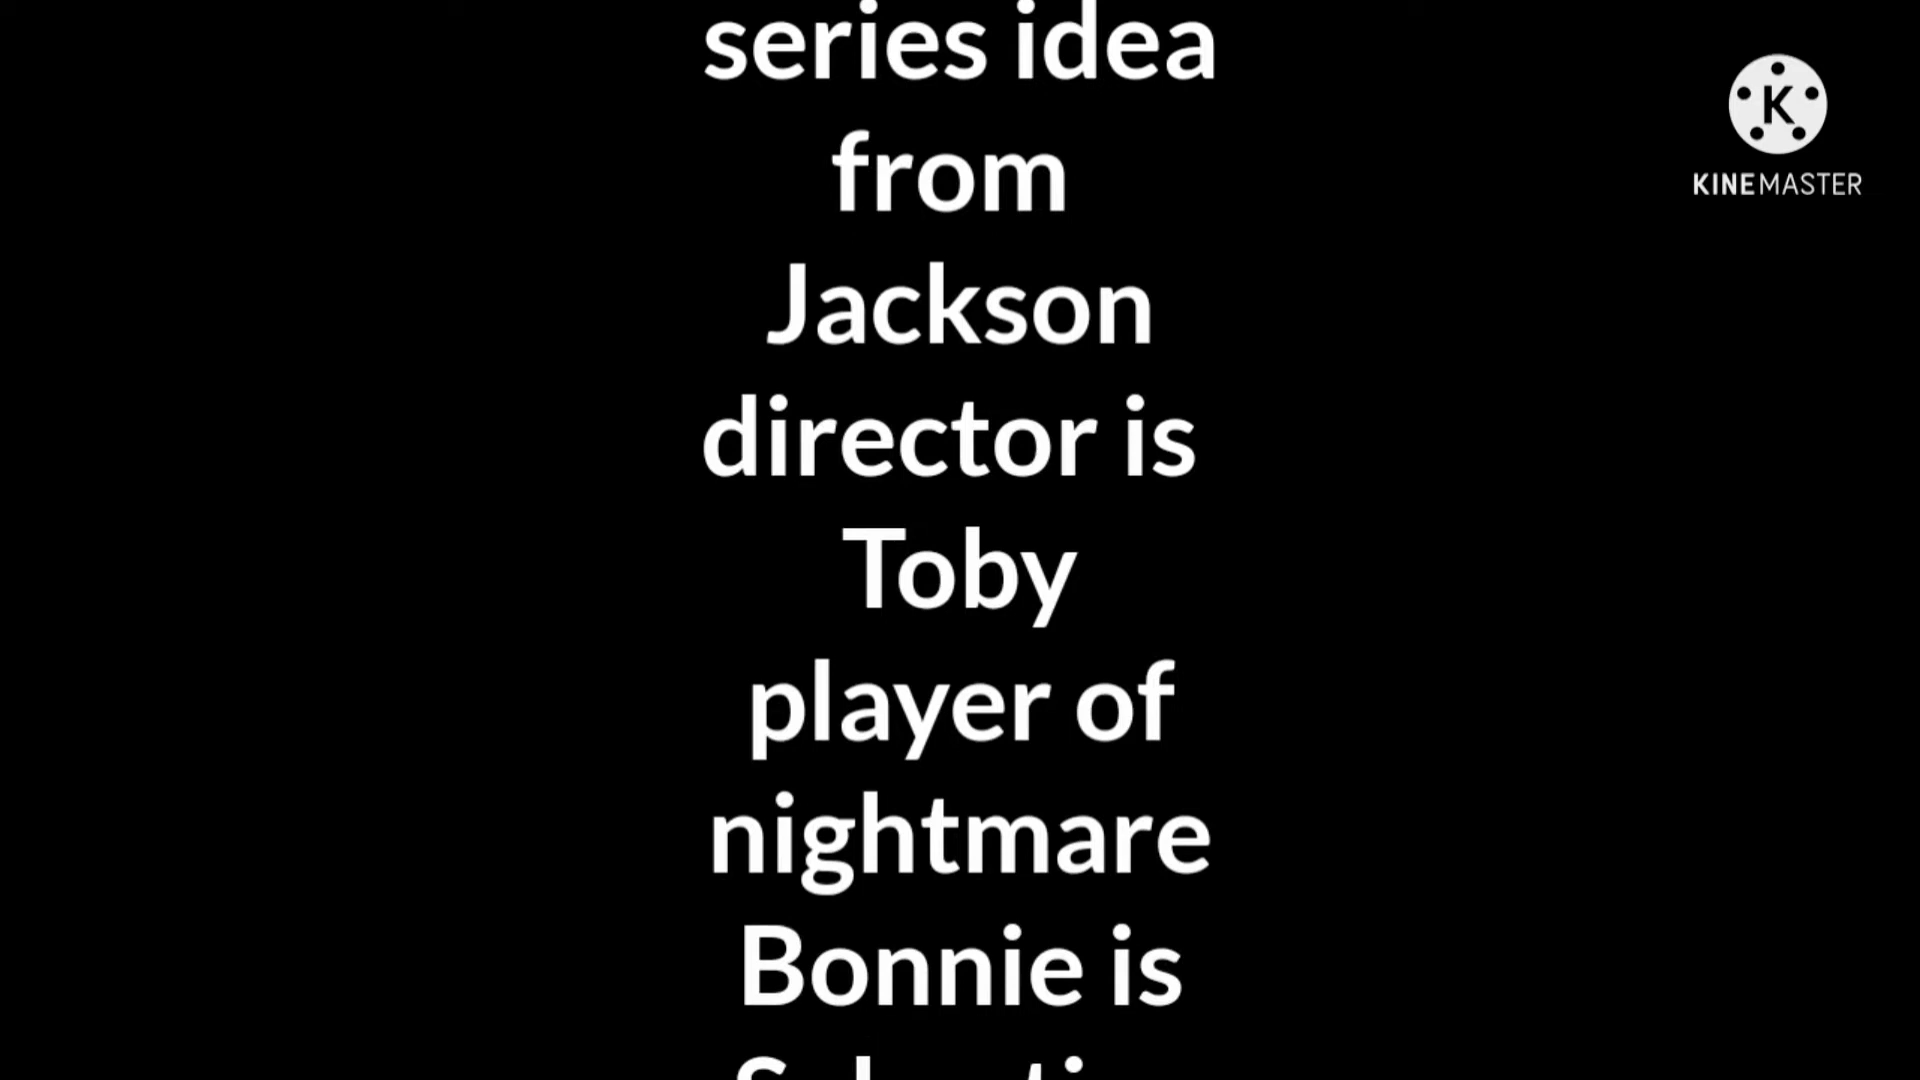 series idea
from
Jackson
director is
Toby
player of
nightmare
Bonnie is
K
KINEMASTER